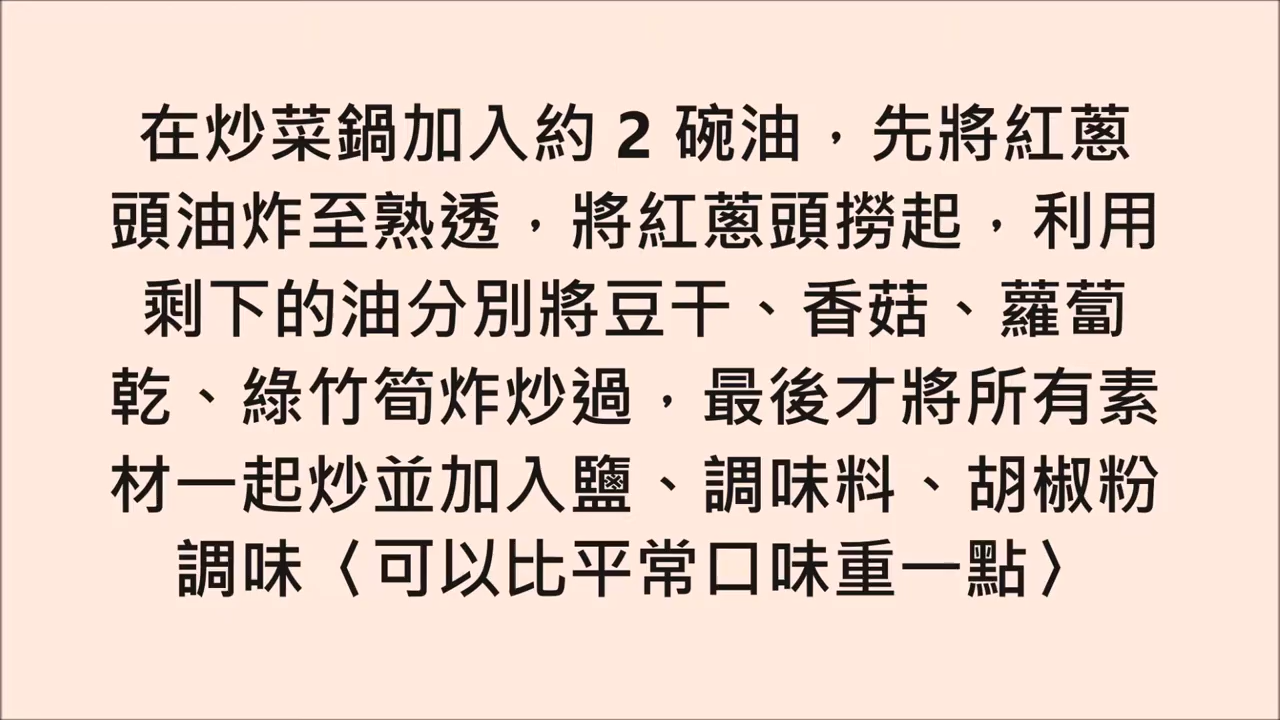 在炒菜鍋加入約 2 碗油，先將紅蔥
頭油炸至熟透，將紅蔥頭撈起，利用
剩下的油分別將豆干、香菇、蘿蔔
乾、綠竹筍炸炒過，最後才將所有素
材一起炒並加入鹽、調味料、胡椒粉
調味〈可以比平常口味重一點〉